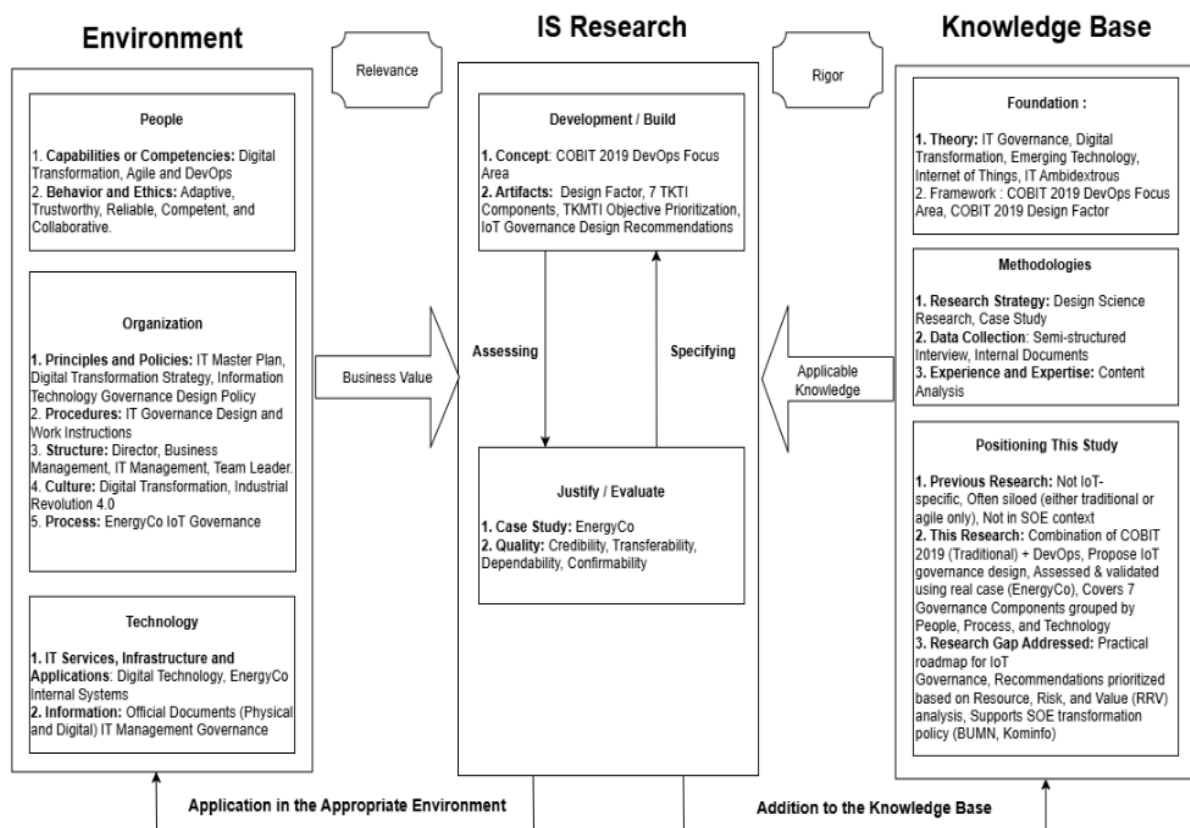 Environment
IS Research
Knowledge Base
Relevance
Rigor
People
1. Capabilities or Competencies: Digital
Transformation, Agile and DevOps
2. Behavior and Ethics: Adaptive,
Trustworthy, Reliable, Competent, and
Collaborative.
Organization
1. Principles and Policies: IT Master Plan,
Digital Transformation Strategy, Information
Technology Governance Design Policy
2. Procedures: IT Governance Design and
Work Instructions
3. Structure: Director, Business
Management, IT Management, Team Leader.
4. Culture: Digital Transformation, Industrial
Revolution 4.0
5. Process: EnergyCo IoT Governance
Technology
1. IT Services, Infrastructure and
Applications: Digital Technology, EnergyCo
Internal Systems
2. Information: Official Documents (Physical
and Digital) IT Management Governance
Business Value
Development / Build
1. Concept: COBIT 2019 DevOps Focus
Area
2. Artifacts: Design Factor, 7 TKTI
Components, TKMTI Objective Prioritization,
IoT Governance Design Recommendations
Assessing
Specifying
Justify / Evaluate
1. Case Study: EnergyCo
2. Quality: Credibility, Transferability,
Dependability, Confirmability
Applicable
Knowledge
Foundation :
1. Theory: IT Governance, Digital
Transformation, Emerging Technology,
Internet of Things, IT Ambidextrous
2. Framework : COBIT 2019 DevOps Focus
Area, COBIT 2019 Design Factor
Methodologies
1. Research Strategy: Design Science
Research, Case Study
2. Data Collection: Semi-structured
Interview, Internal Documents
3. Experience and Expertise: Content
Analysis
Positioning This Study
1. Previous Research: Not IoT-
specific, Often siloed (either traditional or
agile only), Not in SOE context
2. This Research: Combination of COBIT
2019 (Traditional) + DevOps, Propose IoT
governance design, Assessed & validated
using real case (EnergyCo), Covers 7
Governance Components grouped by
People, Process, and Technology
3. Research Gap Addressed: Practical
roadmap for IoT
Governance, Recommendations prioritized
based on Resource, Risk, and Value (RRV)
analysis, Supports SOE transformation
policy (BUMN, Kominfo)
Application in the Appropriate Environment
Addition to the Knowledge Base